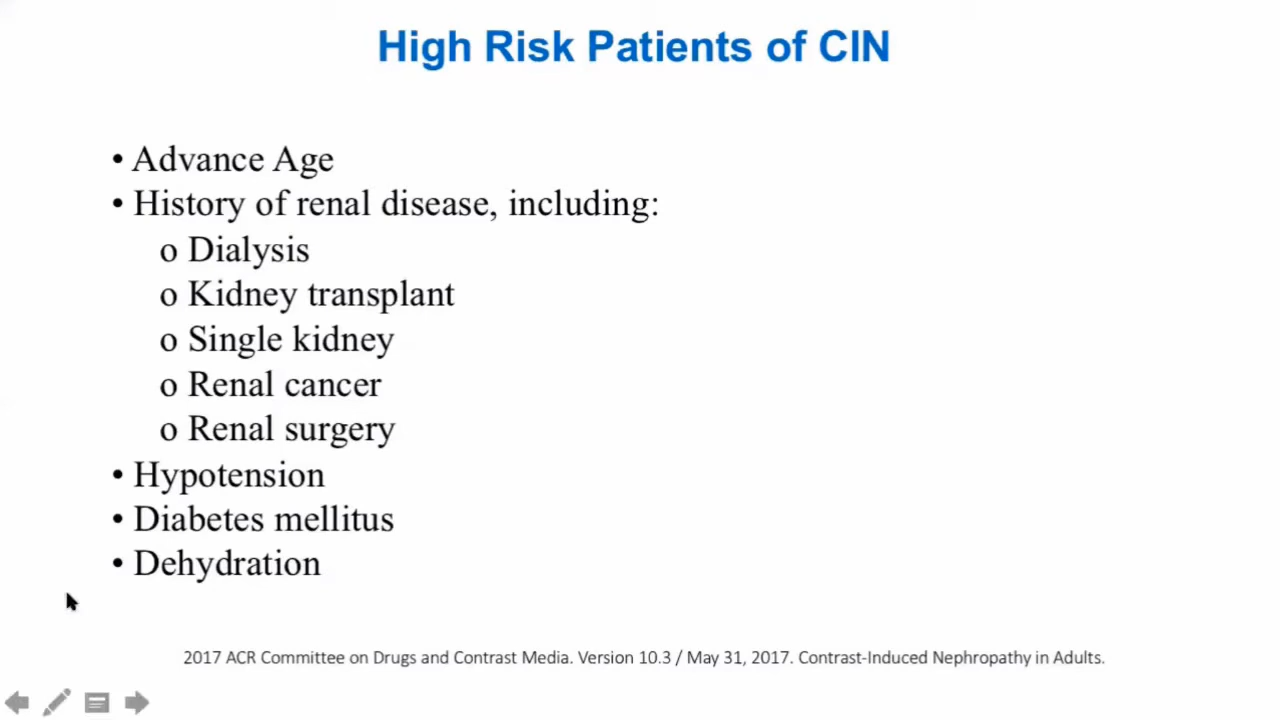 High Risk Patients of CIN
• Advance Age
• History of renal disease, including:
o Dialysis
o Kidney transplant
o Single kidney
o Renal cancer
o Renal surgery
• Hypotension
• Diabetes mellitus
• Dehydration
2017 ACR Committee on Drugs and Contrast Media. Version 10.3 / May 31, 2017. Contrast-Induced Nephropathy in Adults.